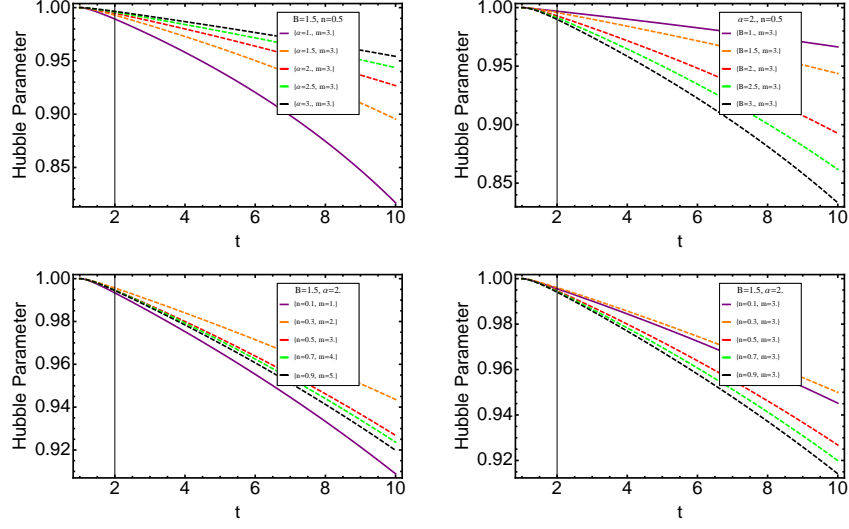 B=1.5, n=0.5
{α=1., m=3.}
{α=1.5, m=3.}
{α=2., m=3.}
{α=2.5, m=3.}
{α=3., m=3.}
Hubble Parameter
1.00
0.95
0.90
0.85
2
4
6
8
10
t
α=2., n=0.5
{B=1., m=3.}
{B=1.5, m=3.}
{B=2., m=3.}
{B=2.5, m=3.}
{B=3., m=3.}
Hubble Parameter
1.00
0.95
0.90
0.85
2
4
6
8
10
t
B=1.5, α=2.
{n=0.1, m=1.}
{n=0.3, m=2.}
{n=0.5, m=3.}
{n=0.7, m=4.}
{n=0.9, m=5.}
Hubble Parameter
1.00
0.98
0.96
0.94
0.92
2
4
6
8
10
t
B=1.5, α=2.
{n=0.1, m=3.}
{n=0.3, m=3.}
{n=0.5, m=3.}
{n=0.7, m=3.}
{n=0.9, m=3.}
Hubble Parameter
1.00
0.98
0.96
0.94
0.92
2
4
6
8
10
t